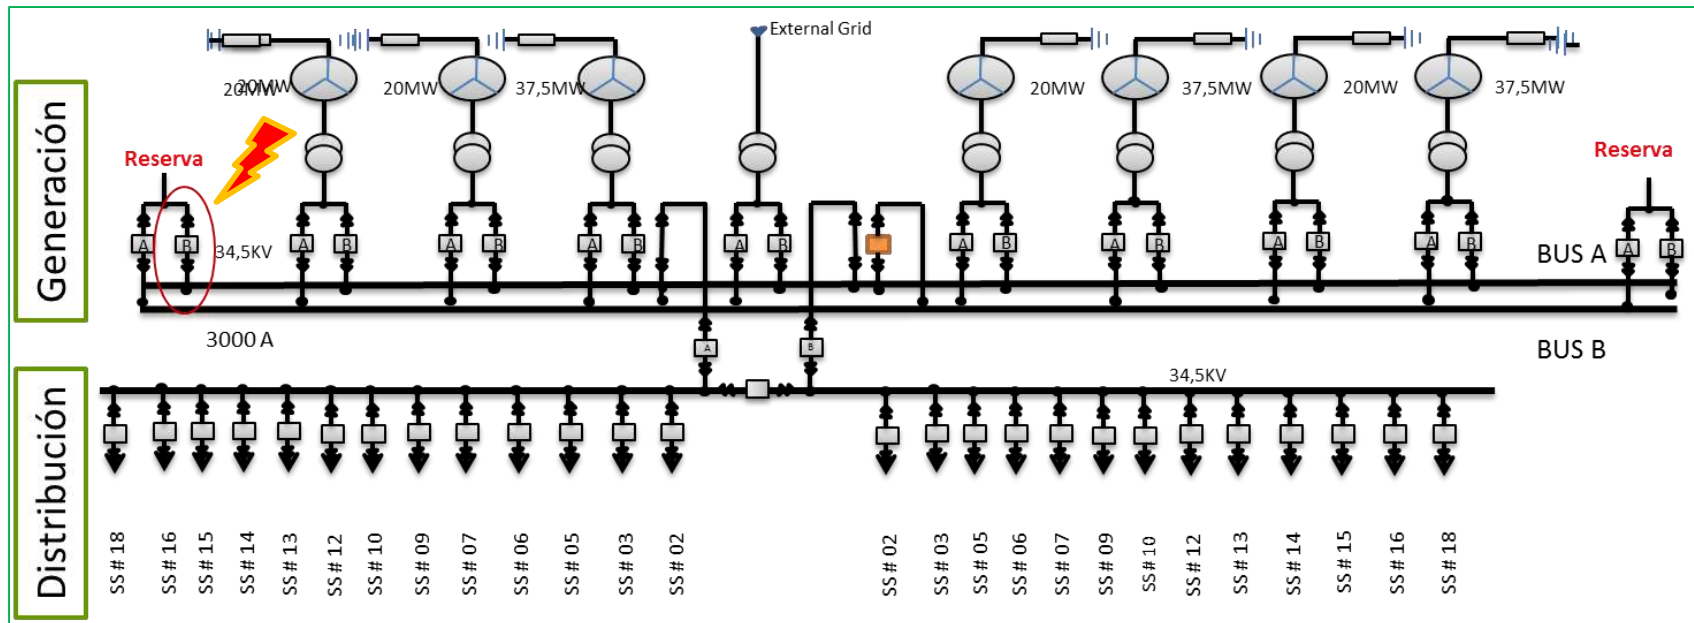 External Grid
Generación
20MW
20MW
20MW
37,5MW
20MW
37,5MW
20MW
37,5MW
Reserva
Reserva
A
B
34,5KV
A
B
A
B
A
B
A
B
A
B
A
B
A
B
A
B
A
B
BUS A
3000 A
A
B
BUS B
Distribución
34,5KV
SS# 18
SS# 16
SS# 15
SS# 14
SS# 13
SS# 12
SS# 10
SS# 09
SS# 07
SS# 06
SS# 05
SS# 03
SS# 02
SS# 02
SS# 03
SS# 05
SS# 06
SS# 07
SS# 09
SS# 10
SS# 12
SS# 13
SS# 14
SS# 15
SS# 16
SS# 18